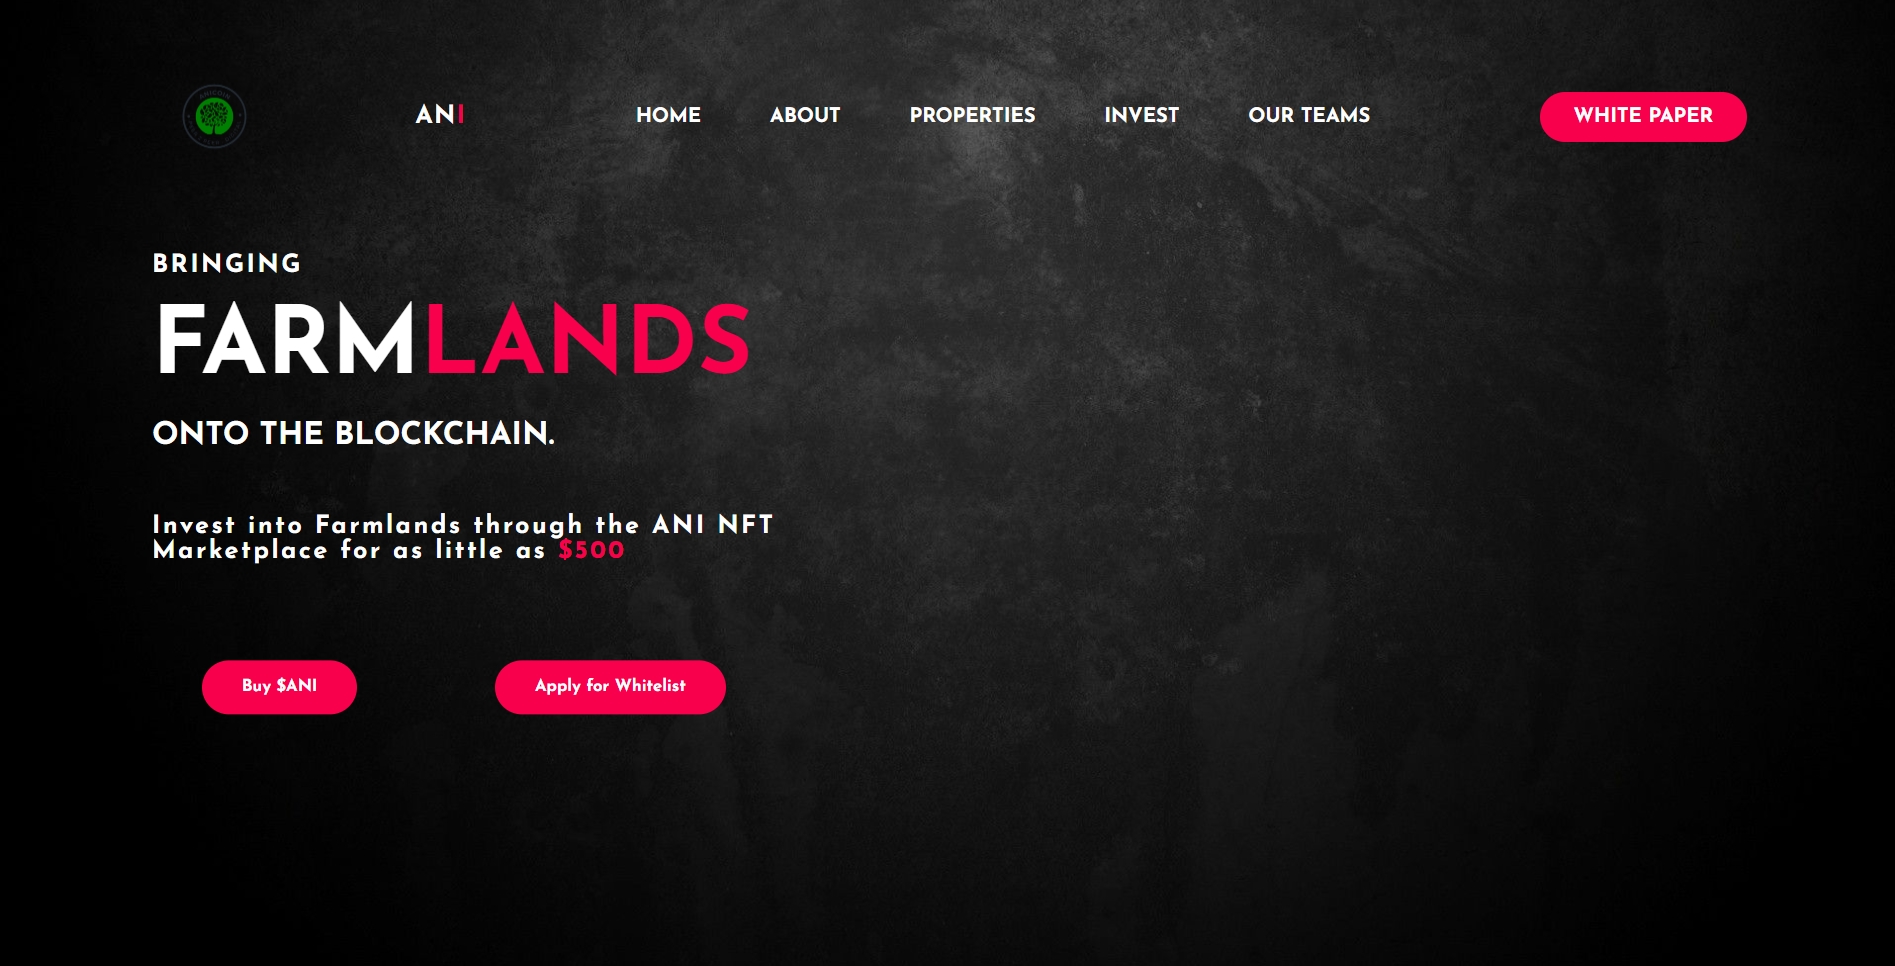 ANICOIN
ANI
HOME
ABOUT
PROPERTIES
INVEST
OUR TEAMS
WHITE PAPER
BRINGING
FARMLANDS
ONTO THE BLOCKCHAIN.
Invest into Farmlands through the ANI NFT
Marketplace for as little as $500
Buy $ANI
Apply for Whitelist